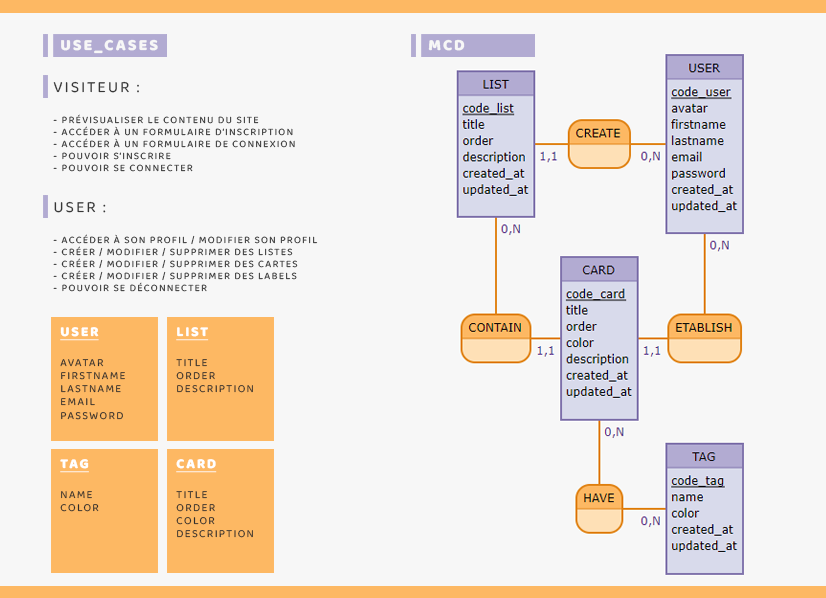 USE_CASES
VISITEUR :
- PRÉVISUALISER LE CONTENU DU SITE
- ACCÉDER À UN FORMULAIRE D'INSCRIPTION
- ACCÉDER À UN FORMULAIRE DE CONNEXION
- POUVOIR S'INSCRIRE
- POUVOIR SE CONNECTER
USER :
- ACCÉDER À SON PROFIL / MODIFIER SON PROFIL
- CRÉER / MODIFIER / SUPPRIMER DES LISTES
- CRÉER / MODIFIER / SUPPRIMER DES CARTES
- CRÉER / MODIFIER / SUPPRIMER DES LABELS
- POUVOIR SE DÉCONNECTER
USER
AVATAR
FIRSTNAME
LASTNAME
EMAIL
PASSWORD
LIST
TITLE
ORDER
DESCRIPTION
TAG
NAME
COLOR
CARD
TITLE
ORDER
COLOR
DESCRIPTION
MCD
LIST
code_list
title
order
description
created_at
updated_at
1,1
CREATE
0,N
USER
code_user
avatar
firstname
lastname
email
password
created_at
updated_at
0,N
0,N
CONTAIN
1,1
CARD
code_card
title
order
color
description
created_at
updated_at
1,1
ETABLISH
0,N
HAVE
0,N
TAG
code_tag
name
color
created_at
updated_at